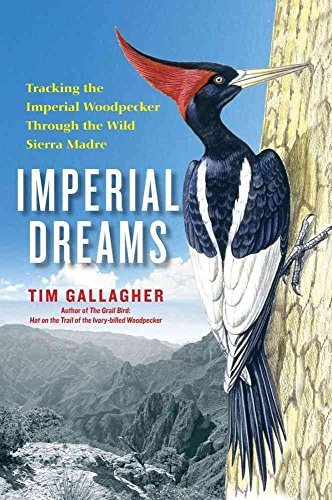 Tracking the
Imperial Woodpecker
Through the Wild
Sierra Madre
IMPERIAL
DREAMS
TIM GALLAGHER
Author of The Grail Bird:
Hot on the Trail of the Ivory-billed Woodpecker